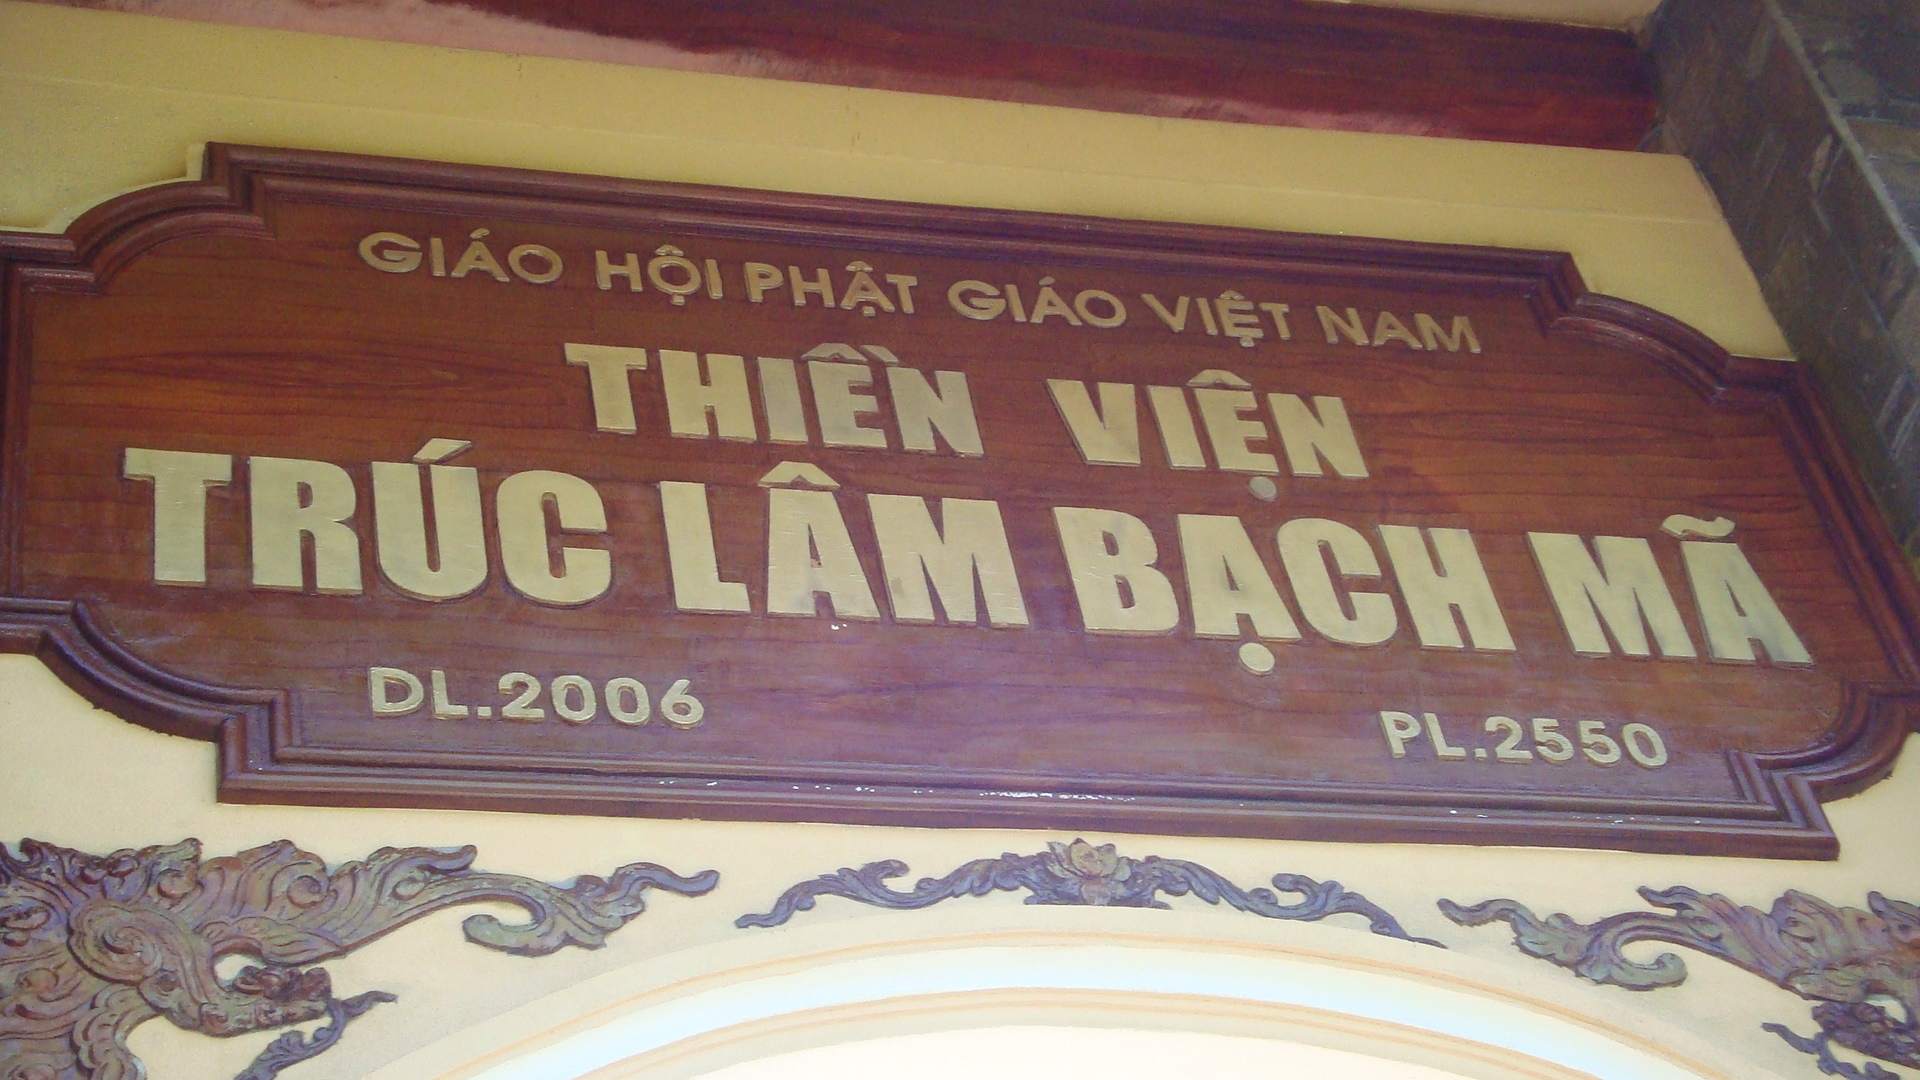 GIÁO HỘI PHẬT GIÁO VIỆT NAM
THIỀN VIỆN
TRÚC LÂM BẠCH MÃ
DL.2006 PL.2550